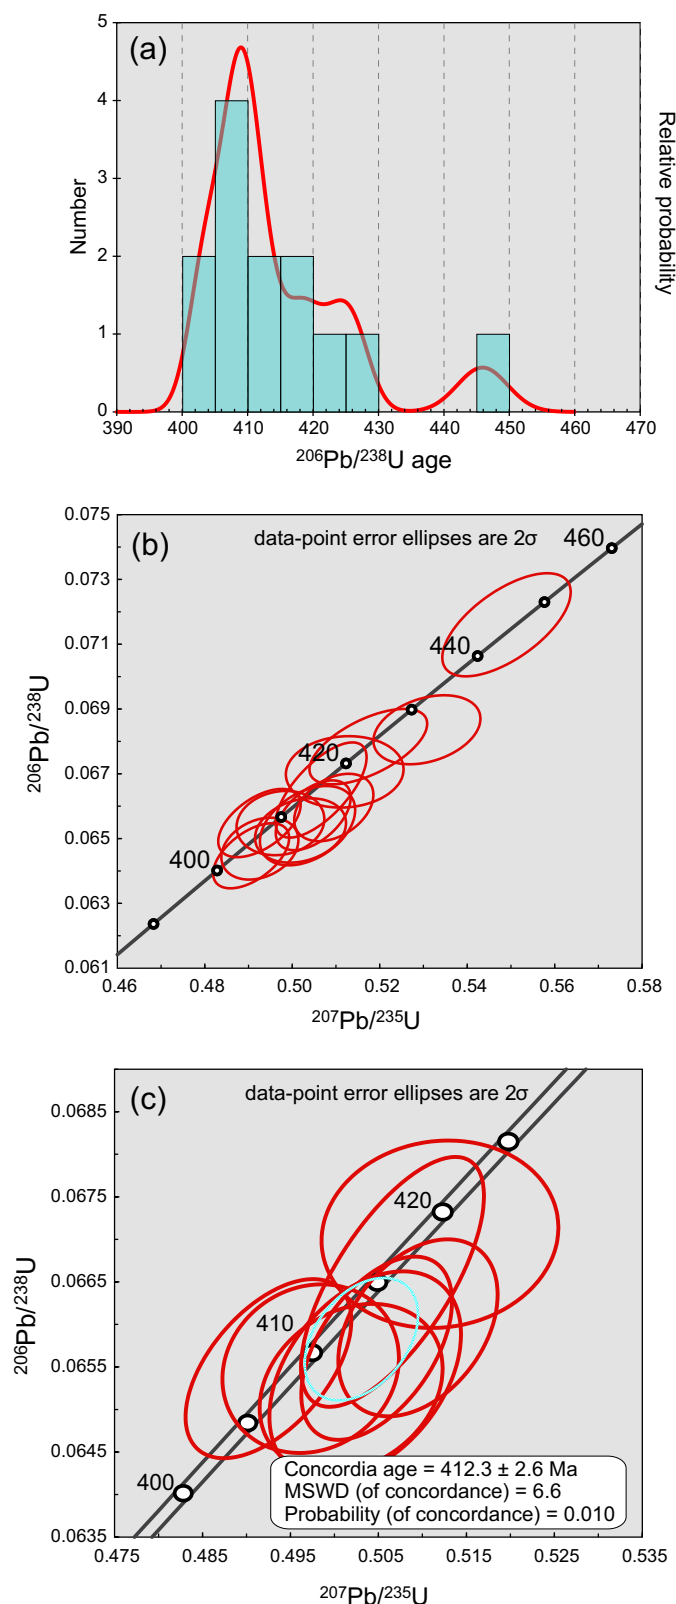 (a)
5
4
3
2
1
0
Number
Relative probability
390 400 410 420 430 440 450 460 470
²⁰⁶Pb/²³⁸U age
(b)
data-point error ellipses are 2σ
0.075
0.073
0.071
0.069
0.067
0.065
0.063
0.061
²⁰⁶Pb/²³⁸U
460
440
420
400
0.46 0.48 0.50 0.52 0.54 0.56 0.58
²⁰⁷Pb/²³⁵U
(c)
data-point error ellipses are 2σ
0.0685
0.0675
0.0665
0.0655
0.0645
0.0635
²⁰⁶Pb/²³⁸U
420
410
400
Concordia age = 412.3 ± 2.6 Ma
MSWD (of concordance) = 6.6
Probability (of concordance) = 0.010
0.475 0.485 0.495 0.505 0.515 0.525 0.535
²⁰⁷Pb/²³⁵U